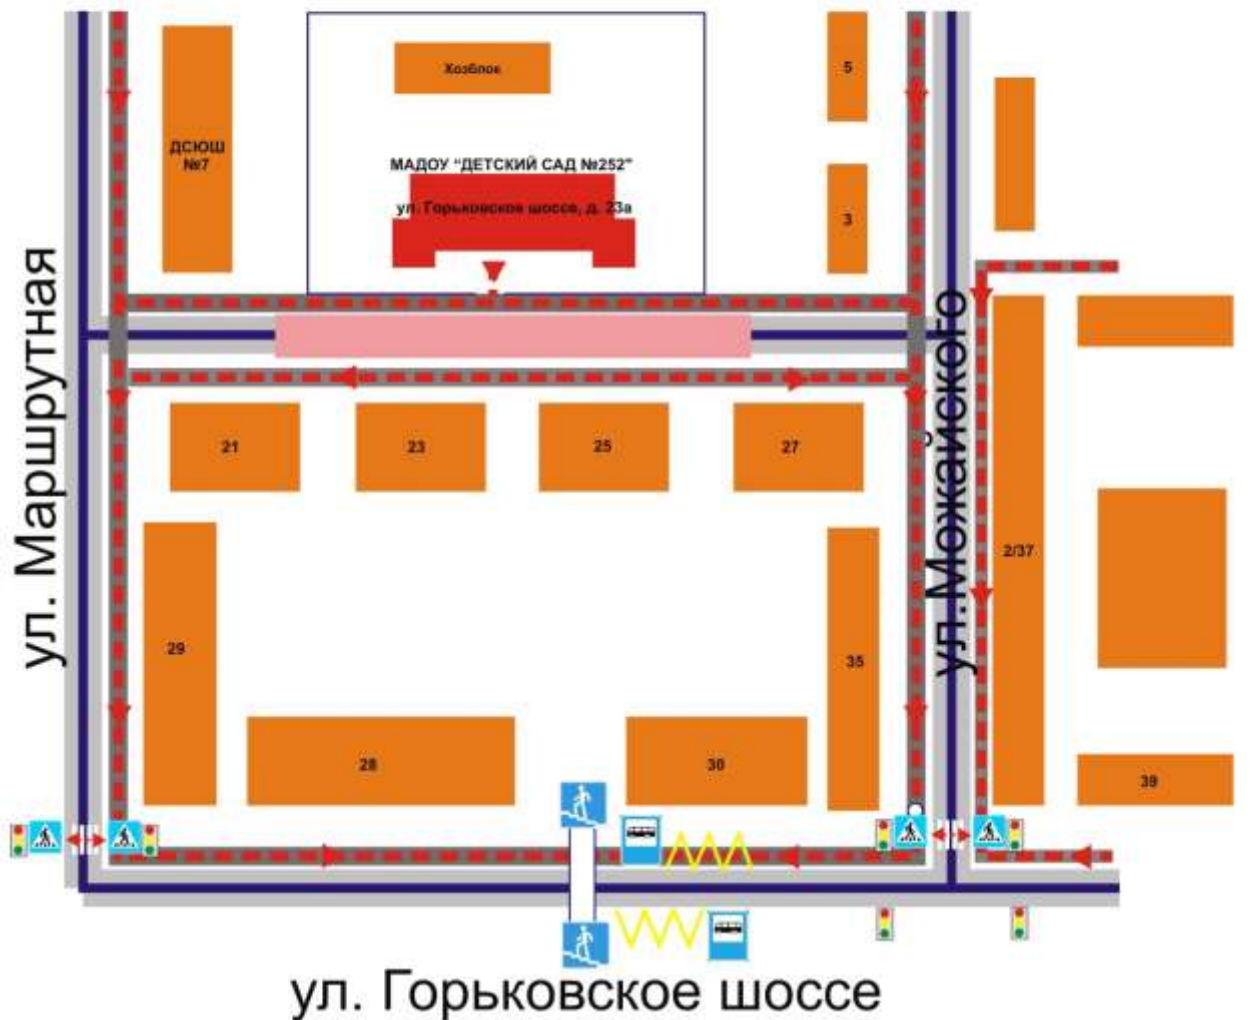 Хозблок
5
ДСЮШ
№7
МАДОУ "ДЕТСКИЙ САД №252"
ул. Горьковское шоссе, д. 23а
3
ул. Маршрутная
ул.Можайского
21
23
25
27
2/37
29
35
28
30
39
ул. Горьковское шоссе